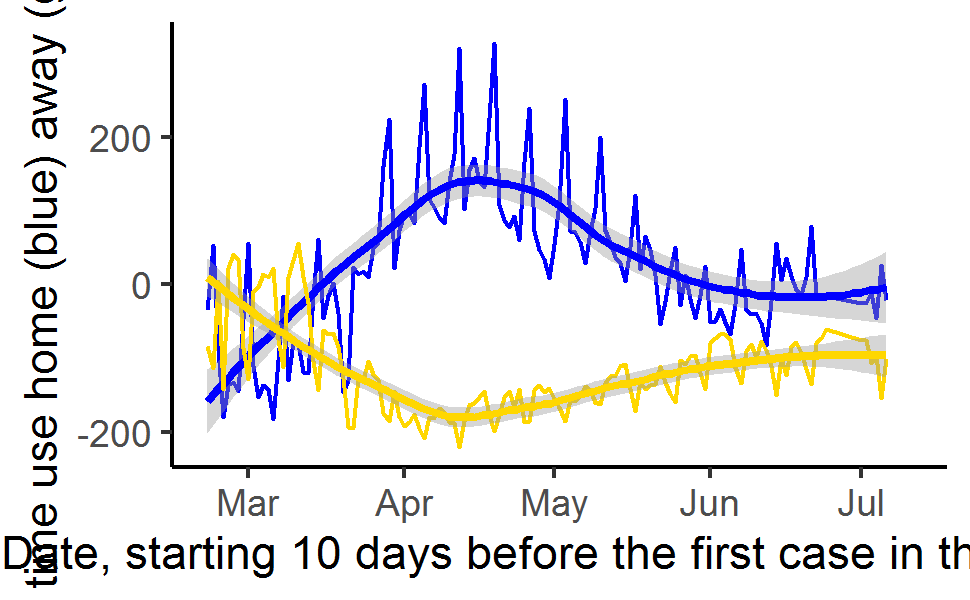 time use home (blue) away (
200
0
-200
Mar Apr May Jun Jul
Date, starting 10 days before the first case in th